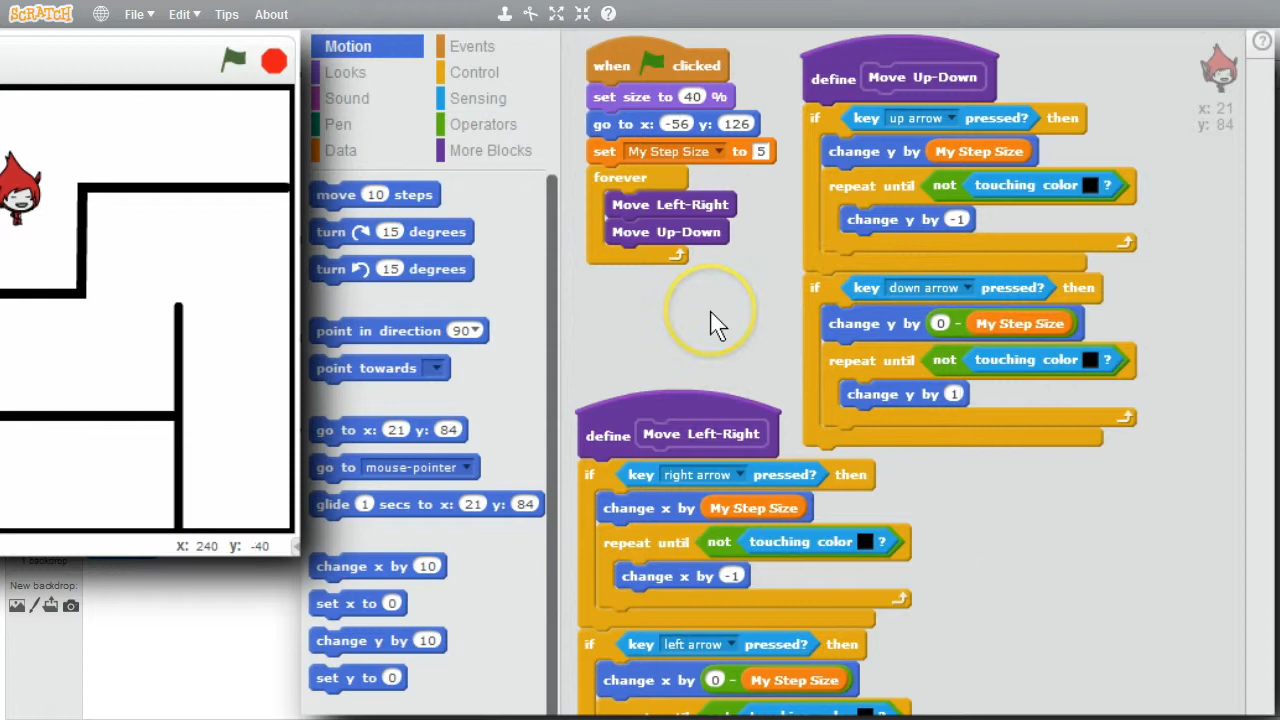 SCRATCH File Edit Tips About
x: 240 y: -40
1 backdrop
New backdrop:
Motion Events
Looks Control
Sound Sensing
Pen Operators
Data More Blocks
move 10 steps
turn 15 degrees
turn 15 degrees
point in direction 90
point towards
go to x: 21 y: 84
go to mouse-pointer
glide 1 secs to x: 21 y: 84
change x by 10
set x to 0
change y by 10
set y to 0
when clicked
set size to 40 %
go to x: -56 y: 126
set My Step Size to 5
forever
Move Left-Right
Move Up-Down
define Move Left-Right
if key right arrow pressed? then
change x by My Step Size
repeat until not touching color ?
change x by -1
if key left arrow pressed? then
change x by 0 - My Step Size
define Move Up-Down
if key up arrow pressed? then
change y by My Step Size
repeat until not touching color ?
change y by -1
if key down arrow pressed? then
change y by 0 - My Step Size
repeat until not touching color ?
change y by 1
x: 21
y: 84